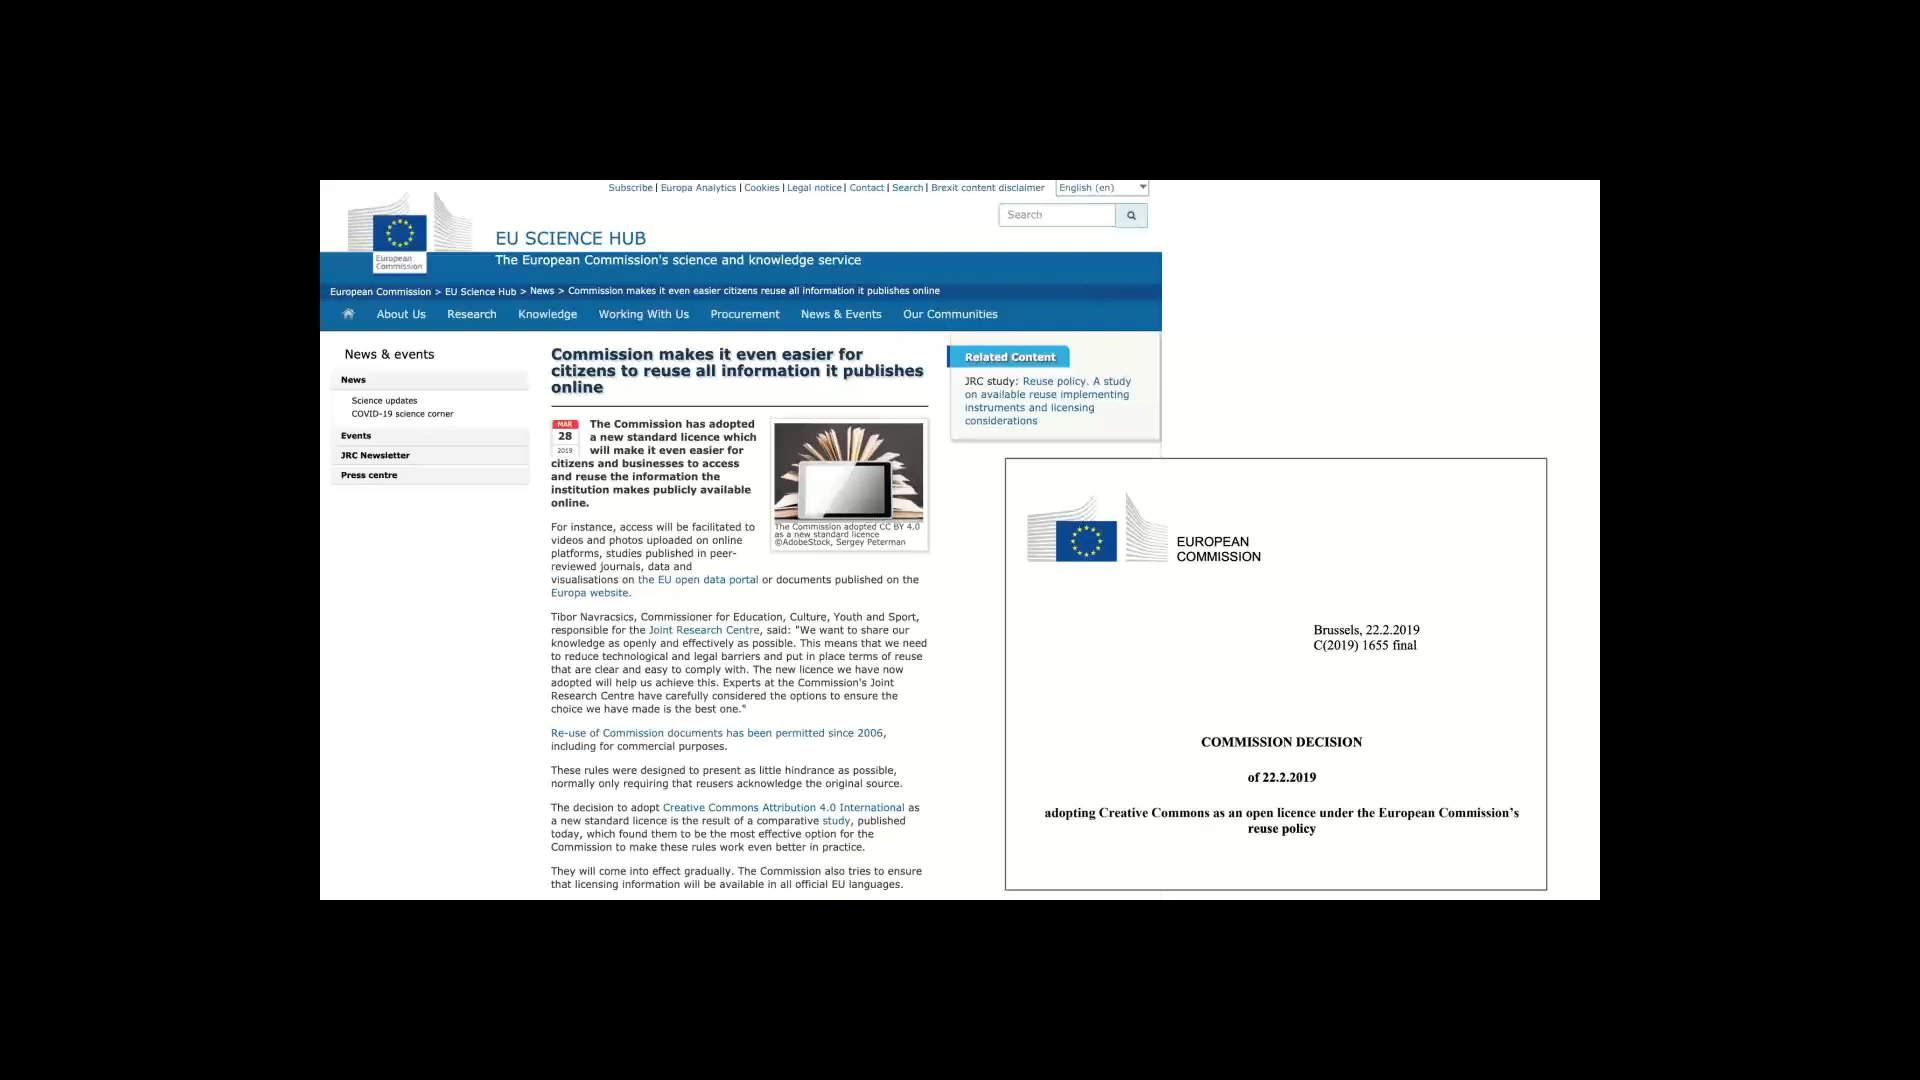 Subscribe | Europa Analytics | Cookies | Legal notice | Contact | Search | Brexit content disclaimer
English (en)
Search
European
Commission
EU SCIENCE HUB
The European Commission's science and knowledge service
European Commission > EU Science Hub > News > Commission makes it even easier citizens reuse all information it publishes online
About Us
Research
Knowledge
Working With Us
Procurement
News & Events
Our Communities
News & events
News
Science updates
COVID-19 science corner
Events
JRC Newsletter
Press centre
Commission makes it even easier for
citizens to reuse all information it publishes
online
MAR
28
2019
The Commission has adopted
a new standard licence which
will make it even easier for
citizens and businesses to access
and reuse the information the
institution makes publicly available
online.
The Commission adopted CC BY 4.0
as a new standard licence
©AdobeStock, Sergey Peterman
For instance, access will be facilitated to
videos and photos uploaded on online
platforms, studies published in peer-
reviewed journals, data and
visualisations on the EU open data portal or documents published on the
Europa website.
Tibor Navracsics, Commissioner for Education, Culture, Youth and Sport,
responsible for the Joint Research Centre, said: "We want to share our
knowledge as openly and effectively as possible. This means that we need
to reduce technological and legal barriers and put in place terms of reuse
that are clear and easy to comply with. The new licence we have now
adopted will help us achieve this. Experts at the Commission's Joint
Research Centre have carefully considered the options to ensure the
choice we have made is the best one."
Re-use of Commission documents has been permitted since 2006,
including for commercial purposes.
These rules were designed to present as little hindrance as possible,
normally only requiring that reusers acknowledge the original source.
The decision to adopt Creative Commons Attribution 4.0 International as
a new standard licence is the result of a comparative study, published
today, which found them to be the most effective option for the
Commission to make these rules work even better in practice.
They will come into effect gradually. The Commission also tries to ensure
that licensing information will be available in all official EU languages.
Related Content
JRC study: Reuse policy. A study
on available reuse implementing
instruments and licensing
considerations
EUROPEAN
COMMISSION
Brussels, 22.2.2019
C(2019) 1655 final
COMMISSION DECISION
of 22.2.2019
adopting Creative Commons as an open licence under the European Commission's
reuse policy